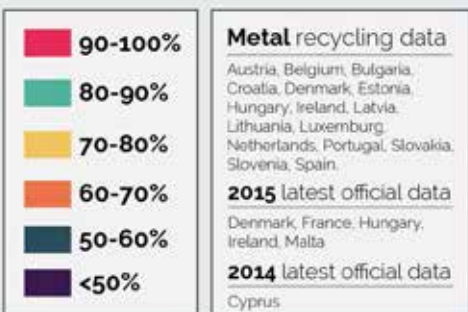 90-100%
80-90%
70-80%
60-70%
50-60%
<50%
Metal recycling data
Austria, Belgium, Bulgaria,
Croatia, Denmark, Estonia,
Hungary, Ireland, Latvia,
Lithuania, Luxemburg,
Netherlands, Portugal, Slovakia,
Slovenia, Spain.
2015 latest official data
Denmark, France, Hungary,
Ireland, Malta
2014 latest official data
Cyprus